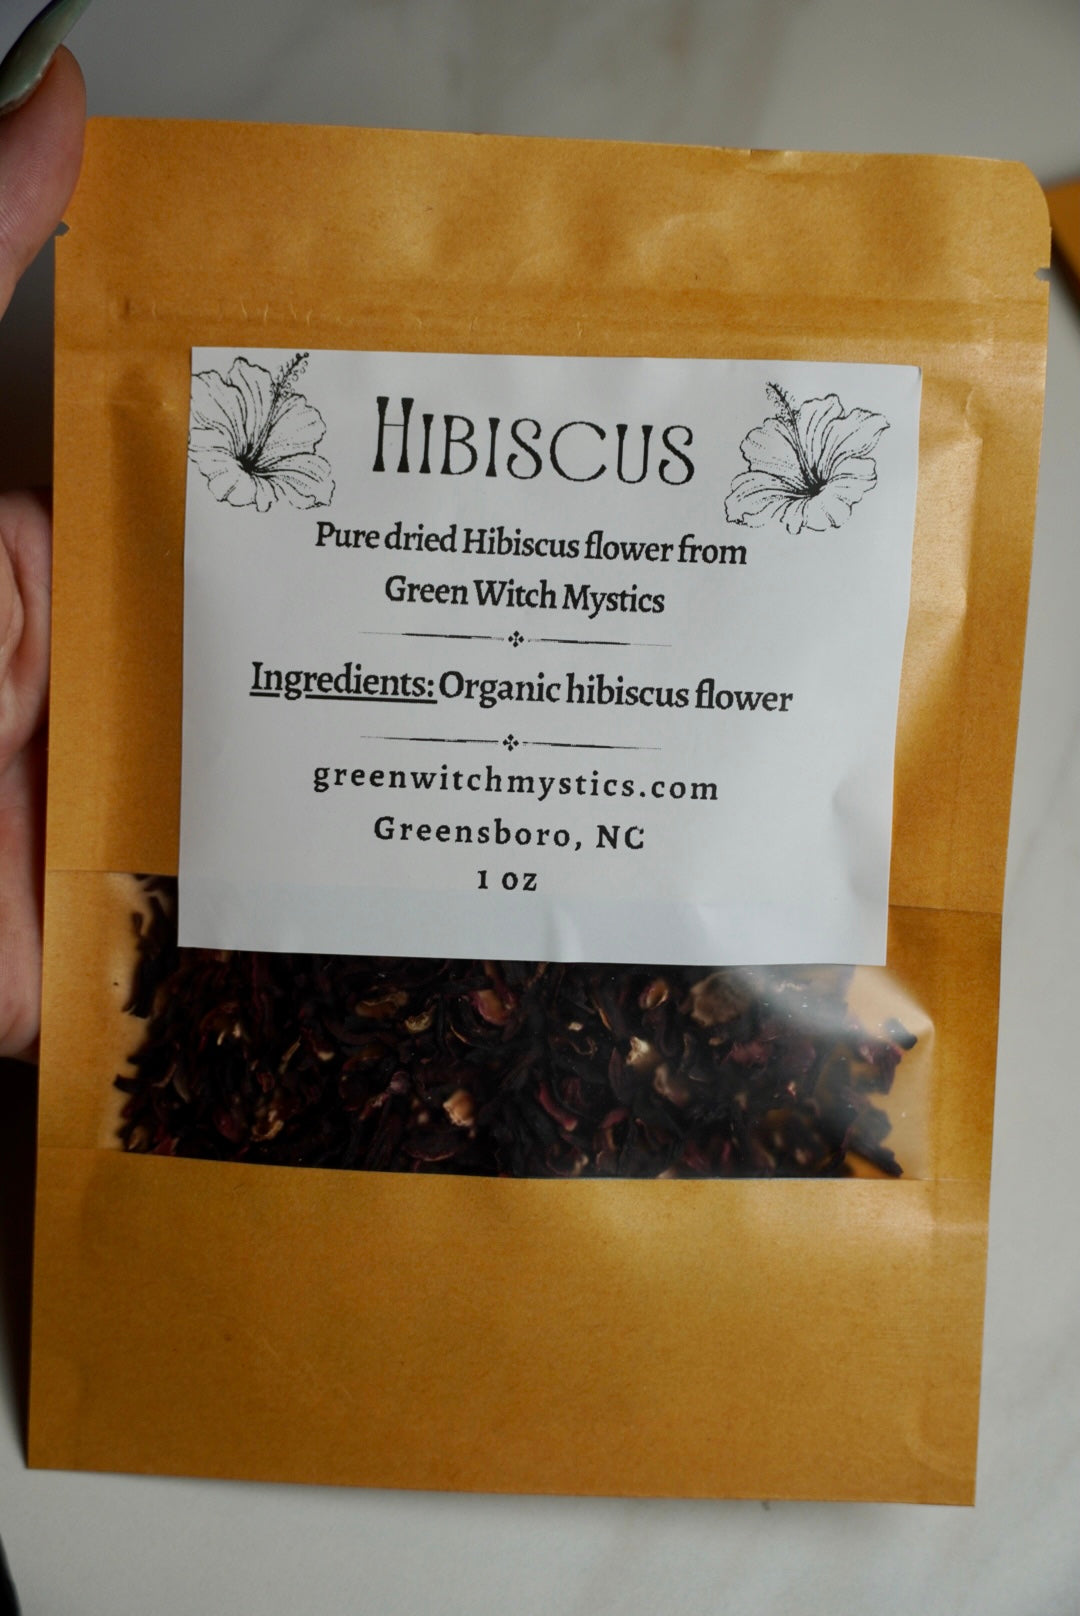 HIBISCUS
Pure dried Hibiscus flower from
Green Witch Mystics
Ingredients: Organic hibiscus flower
greenwitchmystics.com
Greensboro, NC
1 oz